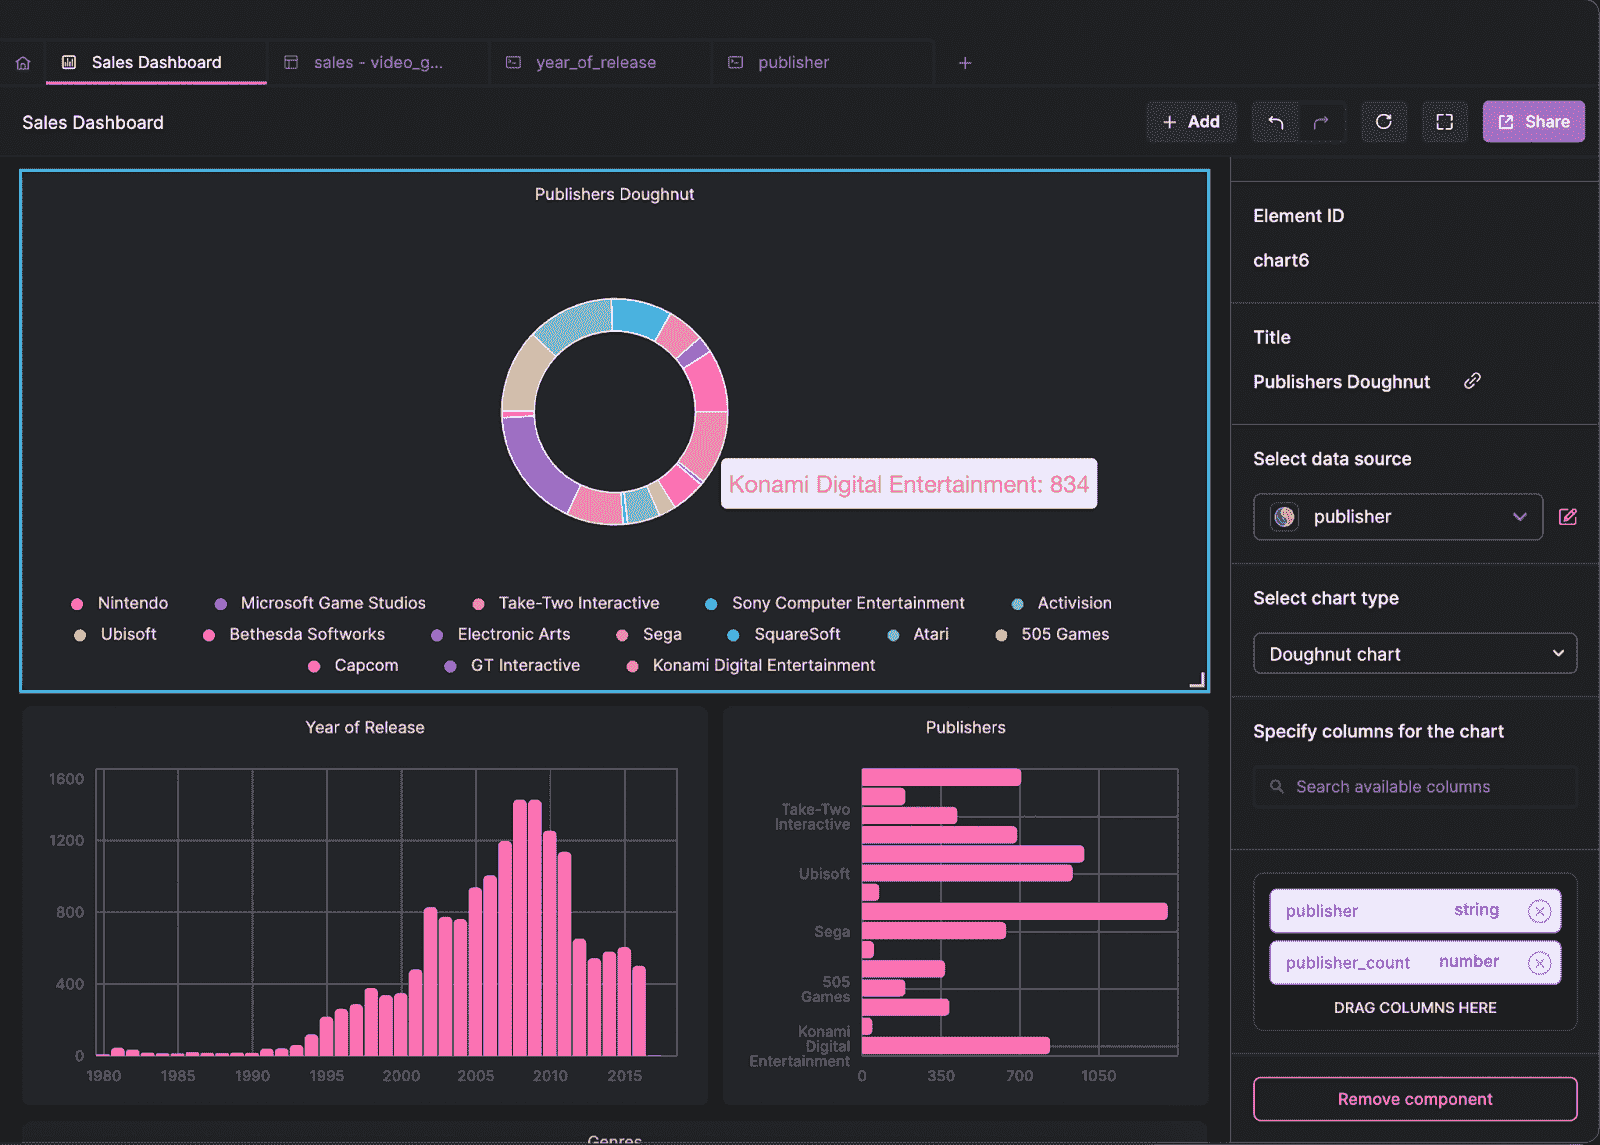 Sales Dashboard
sales - video_g...
year_of_release
publisher
Sales Dashboard
Add
Share
Publishers Doughnut
Konami Digital Entertainment: 834
Nintendo Microsoft Game Studios Take-Two Interactive Sony Computer Entertainment Activision
Ubisoft Bethesda Softworks Electronic Arts Sega SquareSoft Atari 505 Games
Capcom GT Interactive Konami Digital Entertainment
Year of Release
1600
1200
800
400
0
1980 1985 1990 1995 2000 2005 2010 2015
Publishers
Take-Two
Interactive
Ubisoft
Sega
505
Games
Konami
Digital
Entertainment
0 350 700 1050
Genres
Element ID
chart6
Title
Publishers Doughnut
Select data source
publisher
Select chart type
Doughnut chart
Specify columns for the chart
Search available columns
publisher string
publisher_count number
DRAG COLUMNS HERE
Remove component